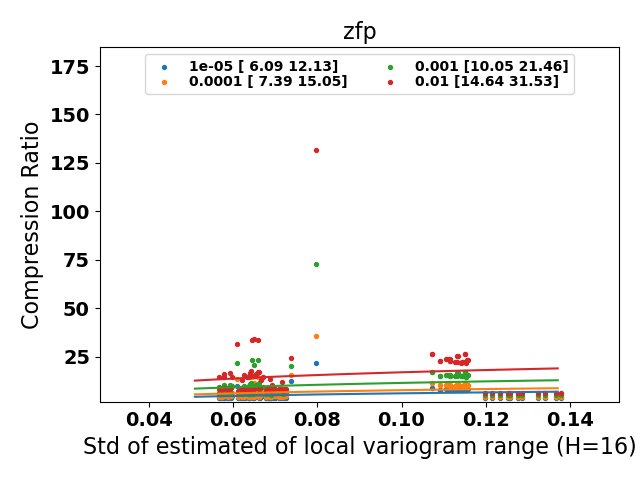 zfp
1e-05 [ 6.09 12.13]
0.0001 [ 7.39 15.05]
0.001 [10.05 21.46]
0.01 [14.64 31.53]
Compression Ratio
175
150
125
100
75
50
25
0.04 0.06 0.08 0.10 0.12 0.14
Std of estimated of local variogram range (H=16)